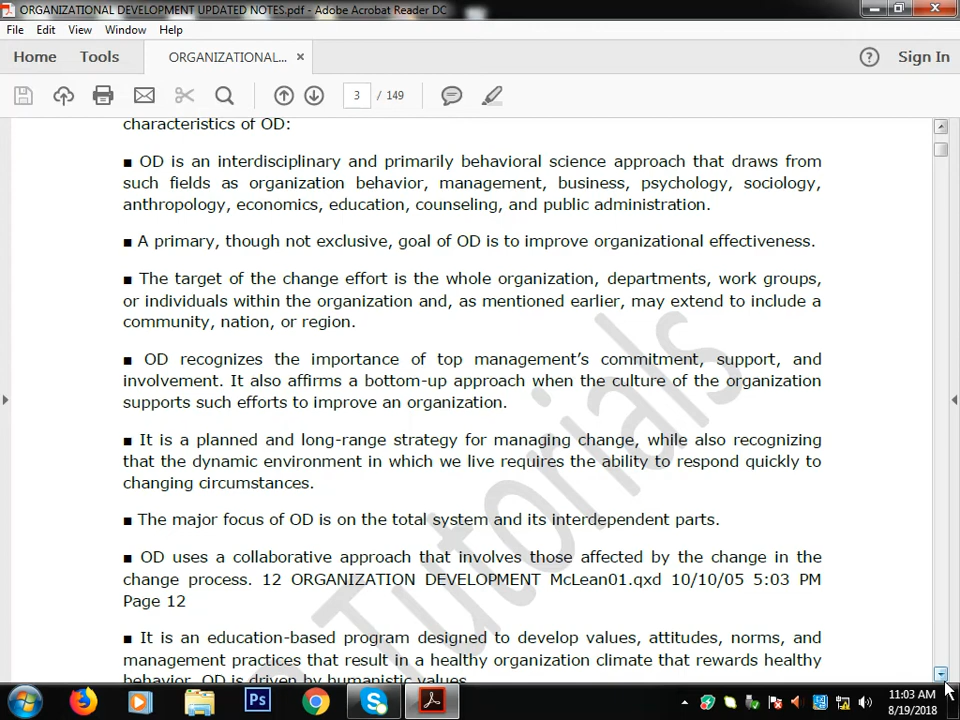 ORGANIZATIONAL DEVELOPMENT UPDATED NOTES.pdf - Adobe Acrobat Reader DC
File Edit View Window Help
Home Tools ORGANIZATIONAL... × ? Sign In
3 / 149
characteristics of OD:
■ OD is an interdisciplinary and primarily behavioral science approach that draws from
such fields as organization behavior, management, business, psychology, sociology,
anthropology, economics, education, counseling, and public administration.
■ A primary, though not exclusive, goal of OD is to improve organizational effectiveness.
■ The target of the change effort is the whole organization, departments, work groups,
or individuals within the organization and, as mentioned earlier, may extend to include a
community, nation, or region.
■ OD recognizes the importance of top management’s commitment, support, and
involvement. It also affirms a bottom-up approach when the culture of the organization
supports such efforts to improve an organization.
■ It is a planned and long-range strategy for managing change, while also recognizing
that the dynamic environment in which we live requires the ability to respond quickly to
changing circumstances.
■ The major focus of OD is on the total system and its interdependent parts.
■ OD uses a collaborative approach that involves those affected by the change in the
change process. 12 ORGANIZATION DEVELOPMENT McLean01.qxd 10/10/05 5:03 PM
Page 12
■ It is an education-based program designed to develop values, attitudes, norms, and
management practices that result in a healthy organization climate that rewards healthy
behavior. OD is driven by humanistic values.
Tutorials
Ps
11:03 AM
8/19/2018